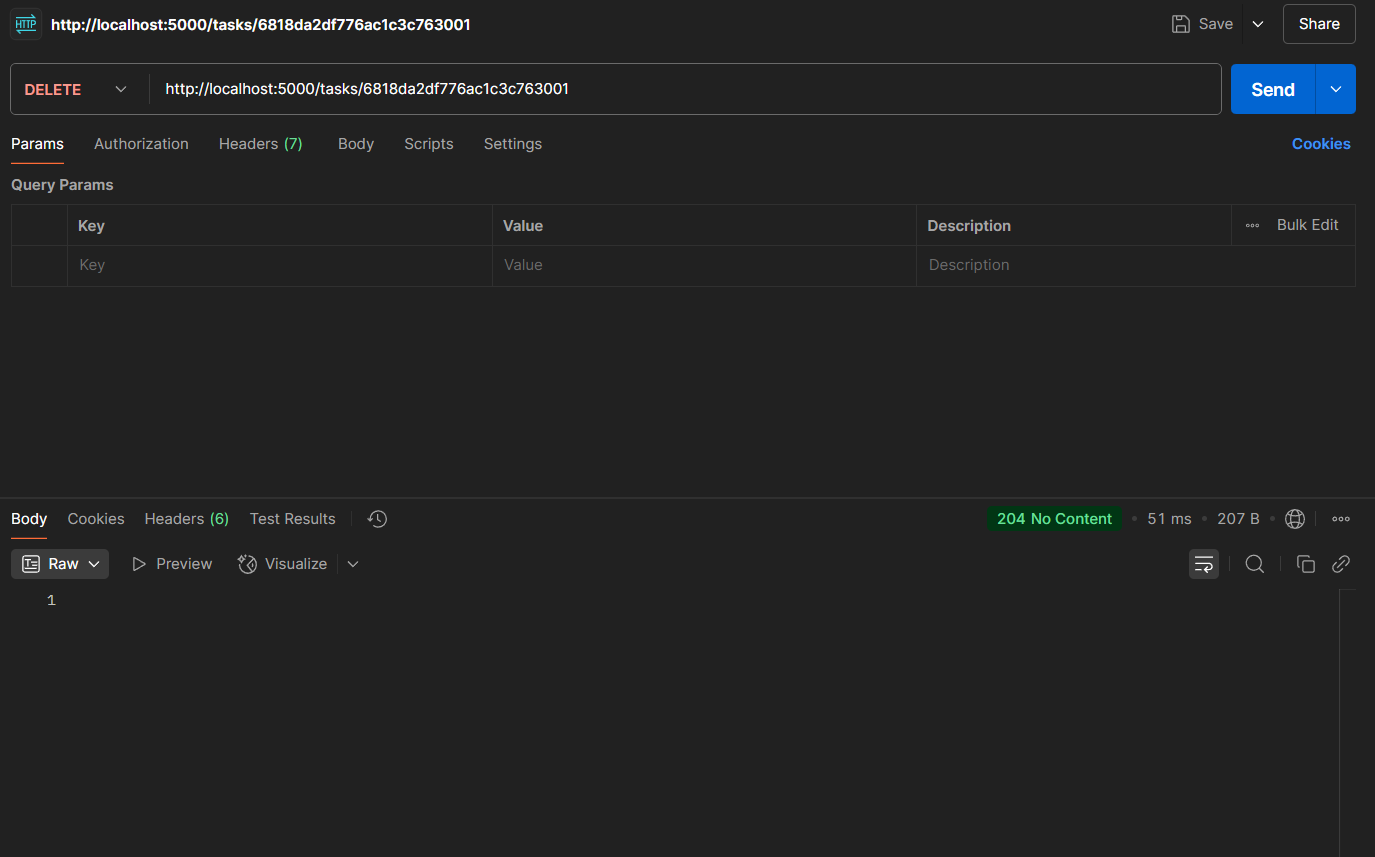 HTTP http://localhost:5000/tasks/6818da2df776ac1c3c763001 Save Share
DELETE http://localhost:5000/tasks/6818da2df776ac1c3c763001 Send
Params Authorization Headers (7) Body Scripts Settings Cookies
Query Params
Key Value Description Bulk Edit
Key Value Description
Body Cookies Headers (6) Test Results 204 No Content 51 ms 207 B
Raw Preview Visualize
1